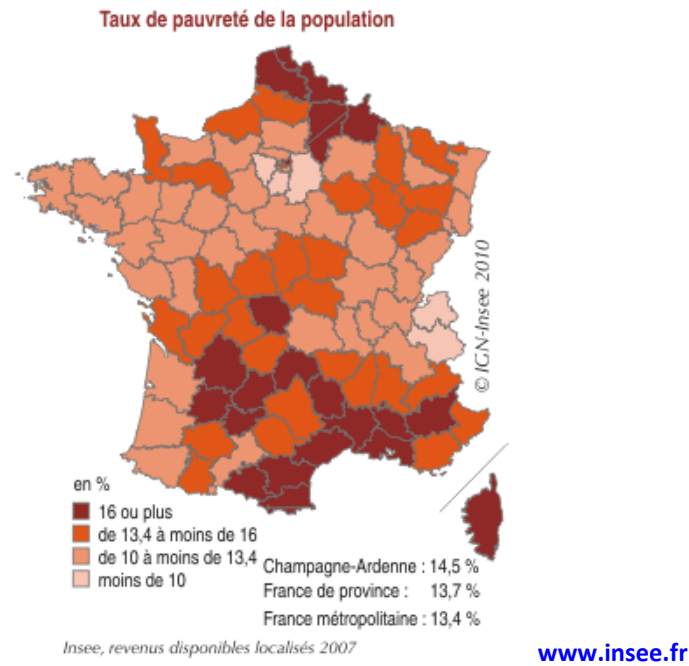 Taux de pauvreté de la population
© IGN-Insee 2010
en %
16 ou plus
de 13,4 à moins de 16
de 10 à moins de 13,4
moins de 10
Champagne-Ardenne : 14,5 %
France de province : 13,7 %
France métropolitaine : 13,4 %
Insee, revenus disponibles localisés 2007
www.insee.fr